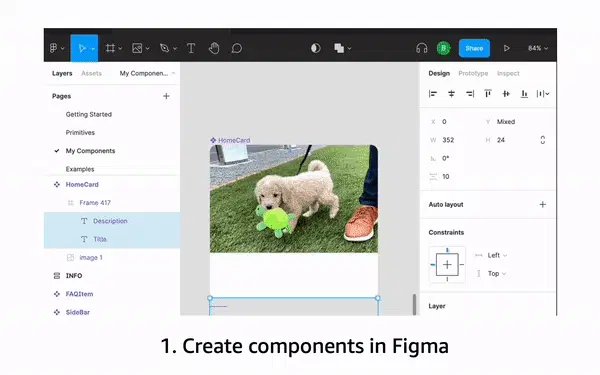 B
Share
84%
Layers Assets My Componen...
Pages
Getting Started
Primitives
My Components
Examples
HomeCard
Frame 417
Description
Title
image 1
INFO
FAQItem
SideBar
HomeCard
Design Prototype Inspect
X 0 Y Mixed
W 352 H 24
0°
10
Auto layout
Constraints
Left
Top
Layer
1. Create components in Figma